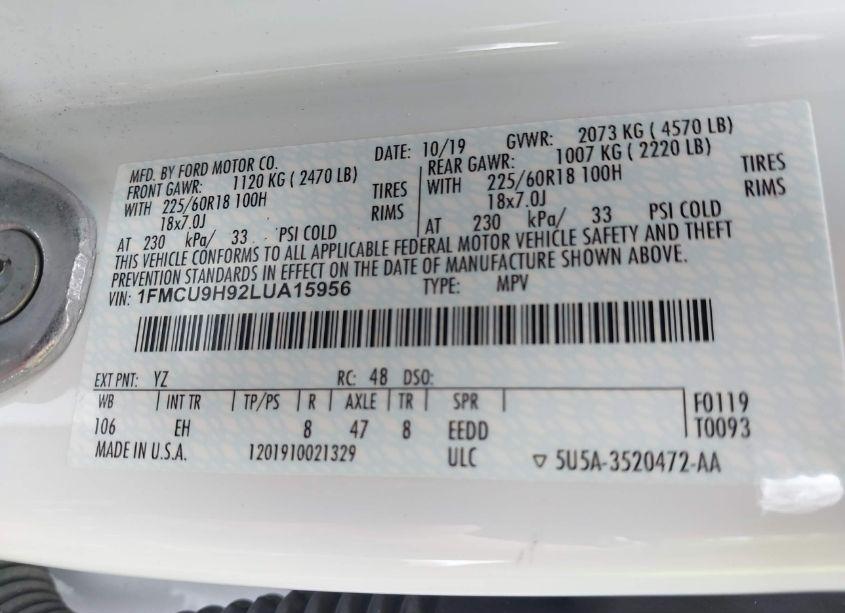 MFD. BY FORD MOTOR CO. DATE: 10/19 GVWR: 2073 KG ( 4570 LB)
FRONT GAWR: 1120 KG ( 2470 LB) REAR GAWR: 1007 KG ( 2220 LB)
WITH 225/60R18 100H TIRES WITH 225/60R18 100H TIRES
18x7.0J RIMS 18x7.0J RIMS
AT 230 kPa/ 33 PSI COLD AT 230 kPa/ 33 PSI COLD
THIS VEHICLE CONFORMS TO ALL APPLICABLE FEDERAL MOTOR VEHICLE SAFETY AND THEFT
PREVENTION STANDARDS IN EFFECT ON THE DATE OF MANUFACTURE SHOWN ABOVE.
VIN: 1FMCU9H92LUA15956 TYPE: MPV
EXT PNT: YZ RC: 48 DSO:
WB INT TR TP/PS R AXLE TR SPR F0119
106 EH 8 47 8 EEDD T0093
MADE IN U.S.A. 1201910021329 ULC ▽ 5U5A-3520472-AA